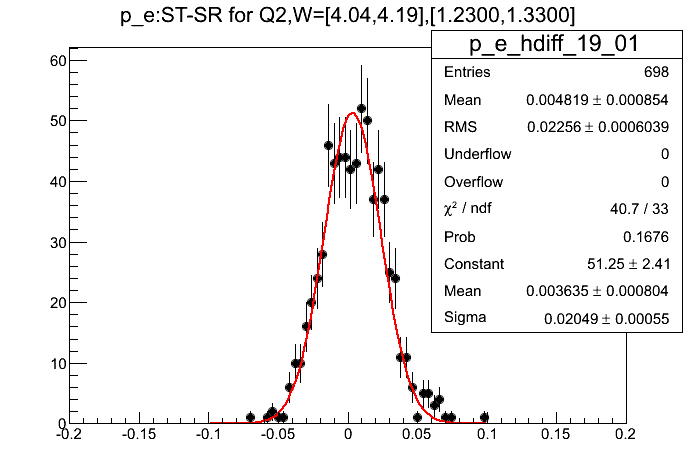 p_e:ST-SR for Q2,W=[4.04,4.19],[1.2300,1.3300]
p_e_hdiff_19_01
Entries 698
Mean 0.004819 ± 0.000854
RMS 0.02256 ± 0.0006039
Underflow 0
Overflow 0
χ² / ndf 40.7 / 33
Prob 0.1676
Constant 51.25 ± 2.41
Mean 0.003635 ± 0.000804
Sigma 0.02049 ± 0.00055
60
50
40
30
20
10
0
-0.2 -0.15 -0.1 -0.05 0 0.05 0.1 0.15 0.2